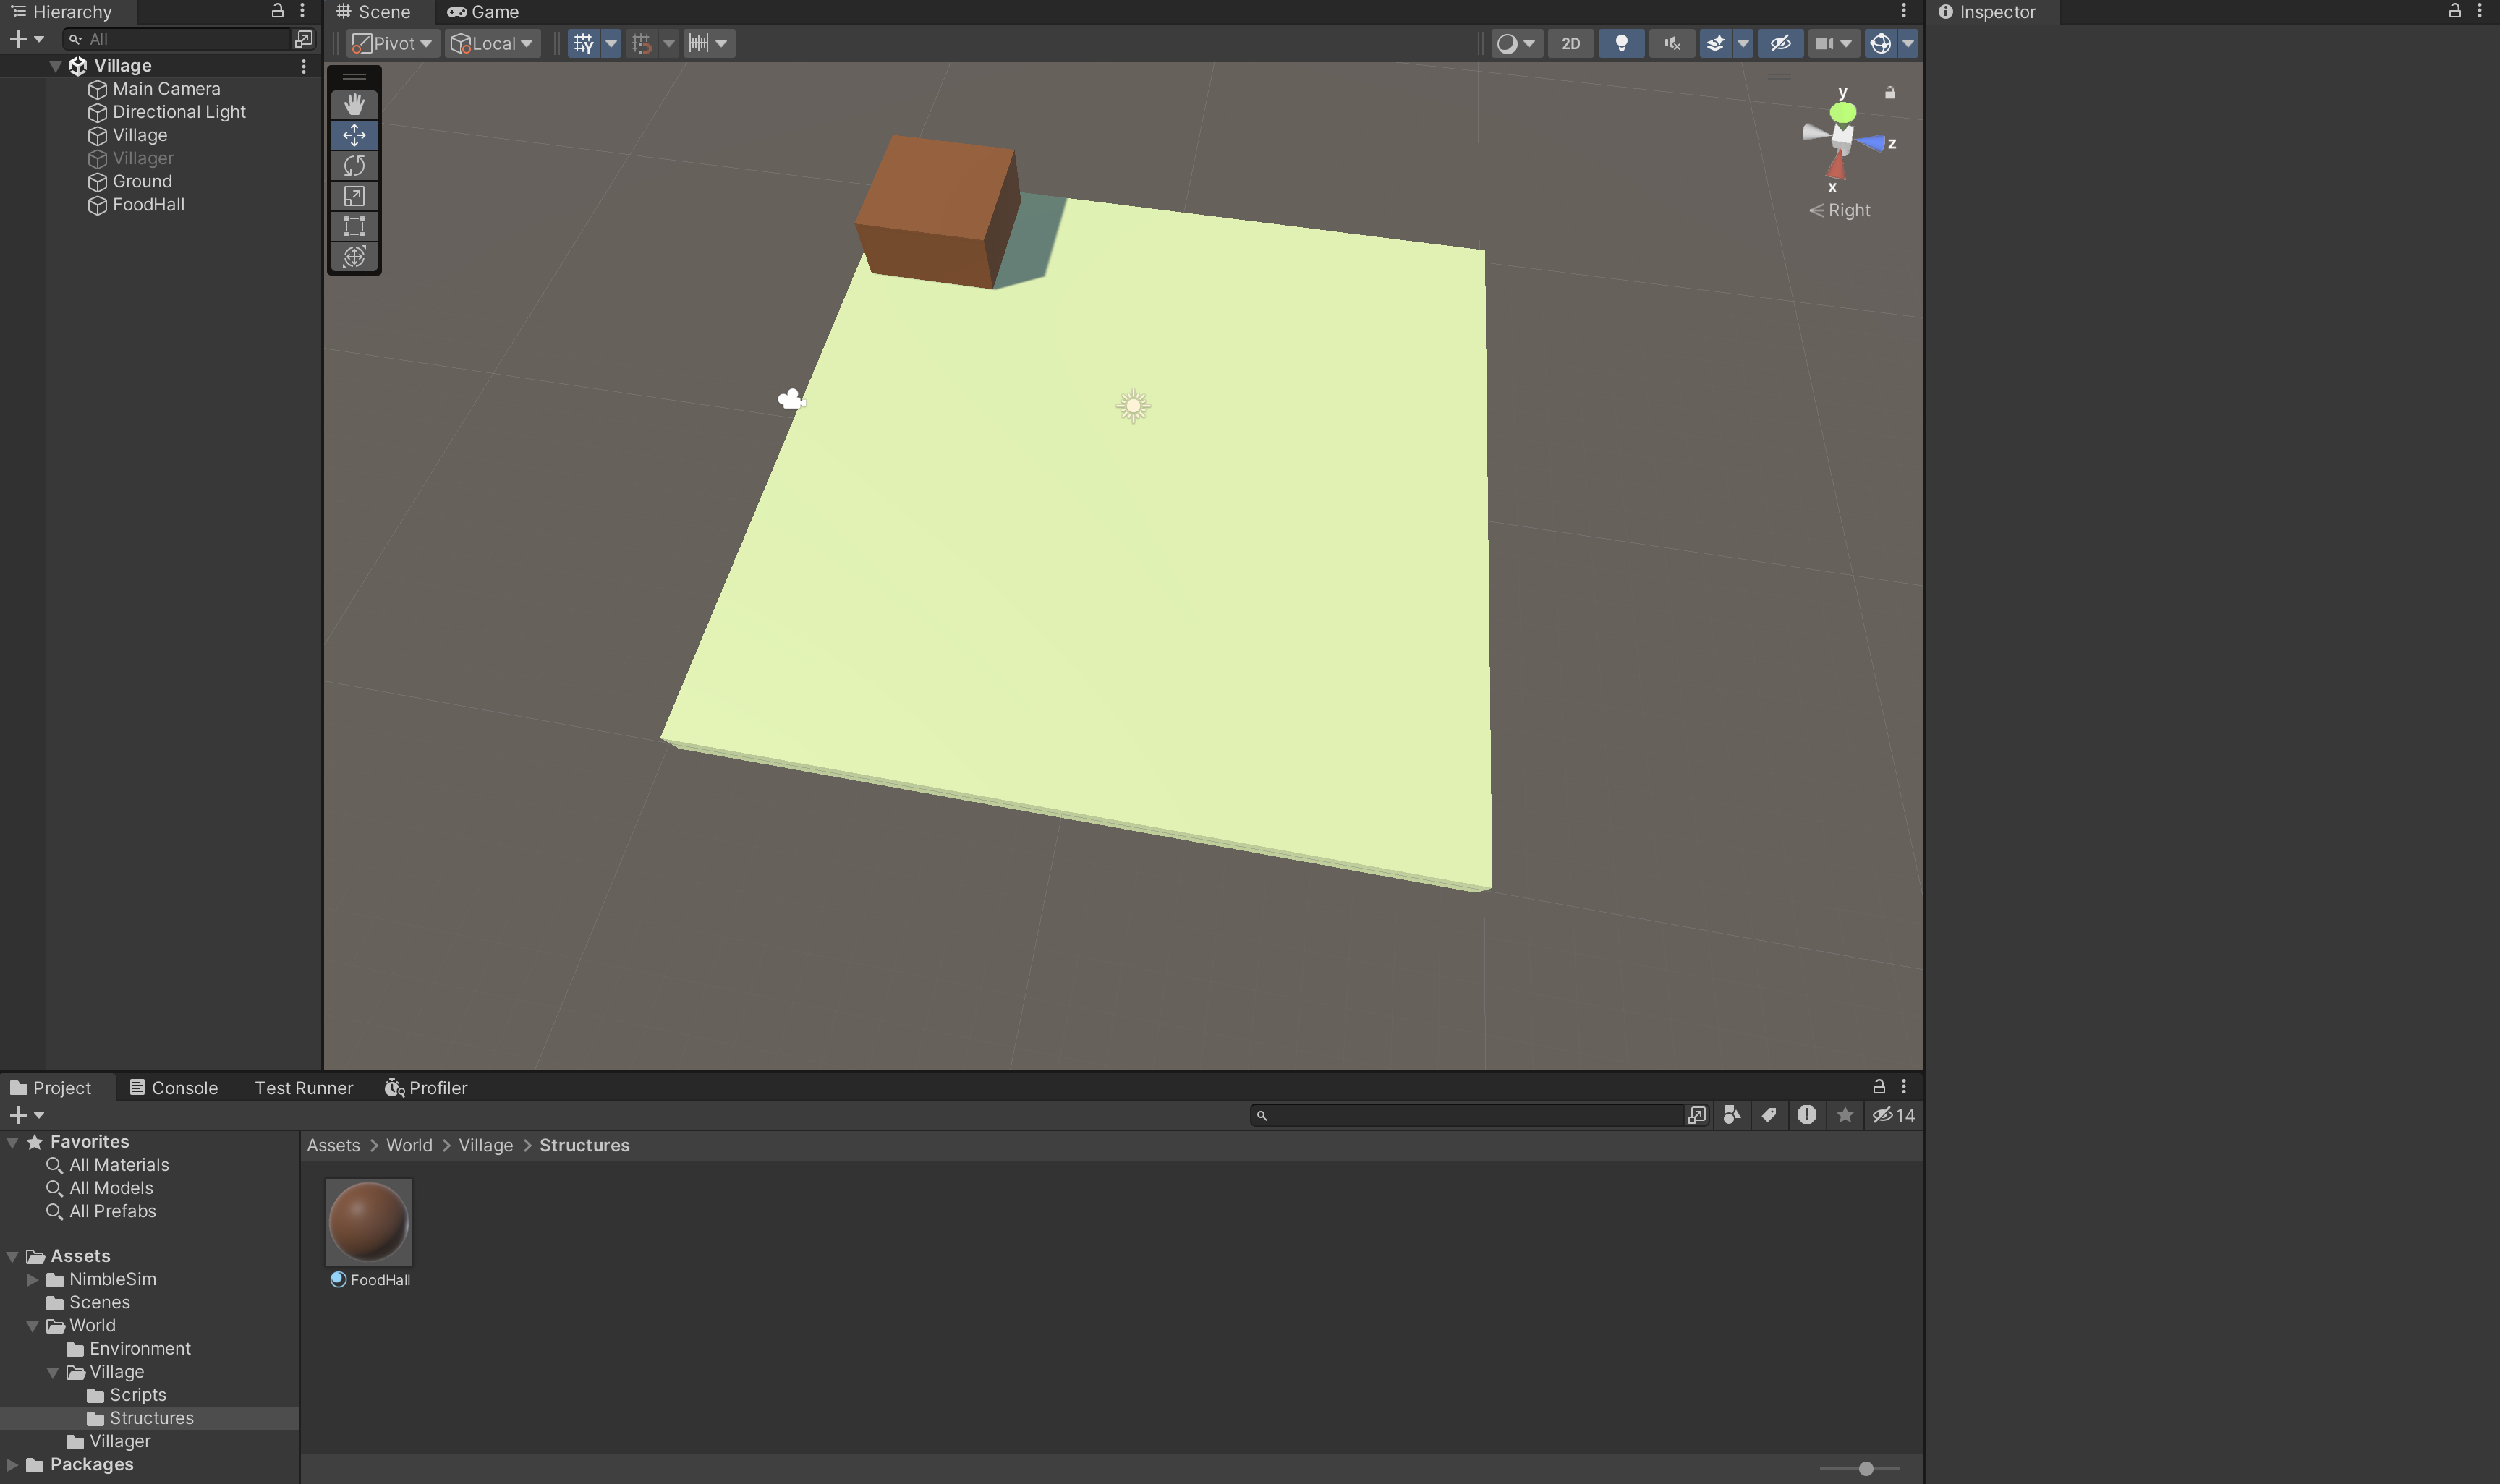 Hierarchy
All
Village
Main Camera
Directional Light
Village
Villager
Ground
FoodHall
Scene Game
Pivot Local 2D
y
z
x
Right
Inspector
Project Console Test Runner Profiler
14
Favorites
All Materials
All Models
All Prefabs
Assets
NimbleSim
Scenes
World
Environment
Village
Scripts
Structures
Villager
Packages
Assets > World > Village > Structures
FoodHall